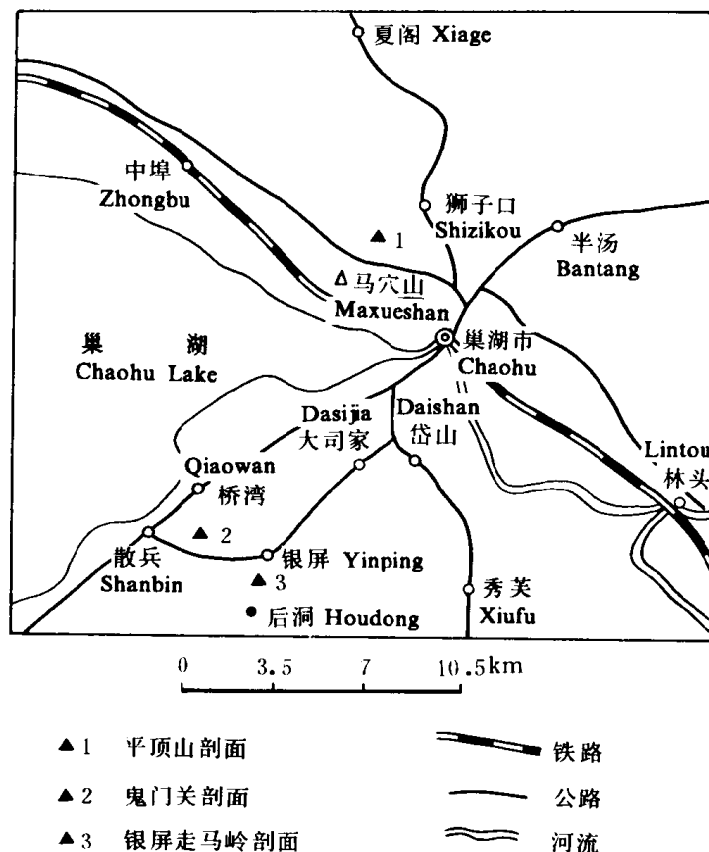 夏阁 Xiage
中埠
Zhongbu
狮子口
Shizikou
半汤
Bantang
1
马穴山
Maxueshan
巢湖
Chaohu Lake
巢湖市
Chaohu
Dasijia
大司家
Daishan
岱山
Lintou
林头
Qiaowan
桥湾
2
散兵
Shanbin
银屏 Yinping
3
后洞 Houdong
秀芙
Xiufu
0 3.5 7 10.5km
1 平顶山剖面
铁路
2 鬼门关剖面
公路
3 银屏走马岭剖面
河流